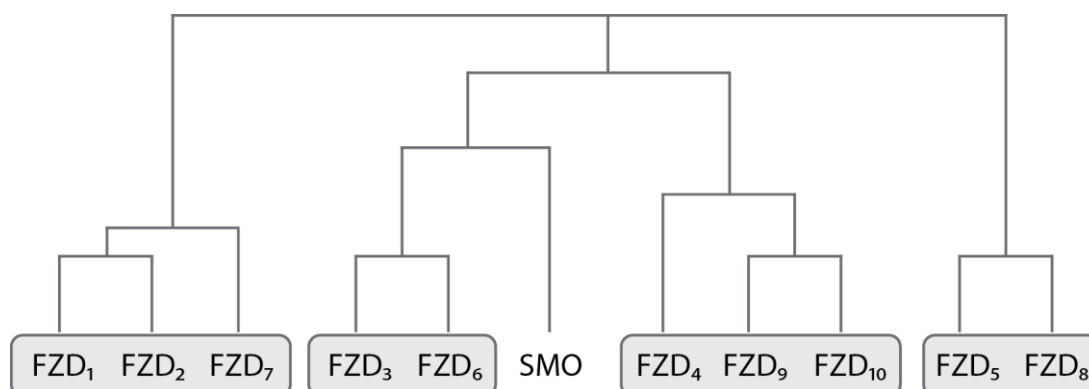 FZD₁ FZD₂ FZD₇ FZD₃ FZD₆ SMO FZD₄ FZD₉ FZD₁₀ FZD₅ FZD₈